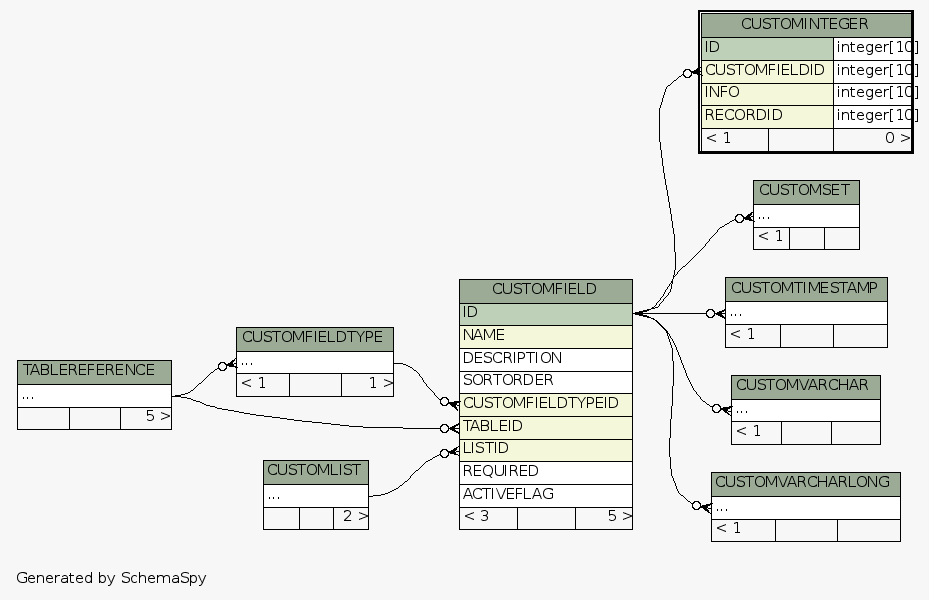 CUSTOMINTEGER
ID integer[10]
CUSTOMFIELDID integer[10]
INFO integer[10]
RECORDID integer[10]
< 1 0 >
CUSTOMSET
...
< 1
CUSTOMTIMESTAMP
...
< 1
CUSTOMVARCHAR
...
< 1
CUSTOMVARCHARLONG
...
< 1
CUSTOMFIELD
ID
NAME
DESCRIPTION
SORTORDER
CUSTOMFIELDTYPEID
TABLEID
LISTID
REQUIRED
ACTIVEFLAG
< 3 5 >
CUSTOMFIELDTYPE
...
< 1 1 >
TABLEREFERENCE
...
5 >
CUSTOMLIST
...
2 >
Generated by SchemaSpy